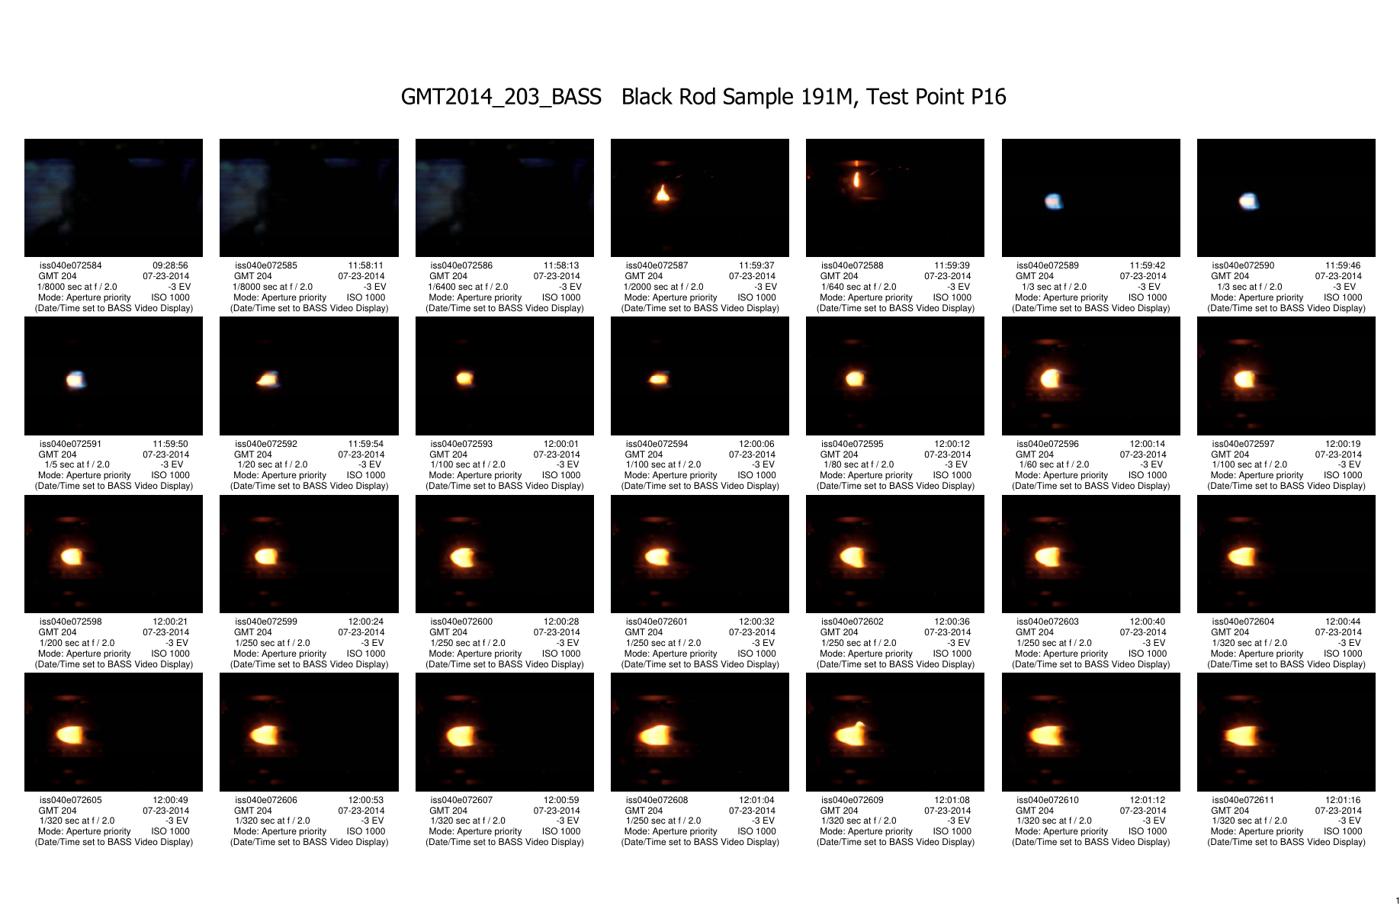 GMT2014_203_BASS   Black Rod Sample 191M, Test Point P16
iss040e072584 09:28:56
GMT 204 07-23-2014
1/8000 sec at f / 2.0 -3 EV
Mode: Aperture priority ISO 1000
(Date/Time set to BASS Video Display)
iss040e072585 11:58:11
GMT 204 07-23-2014
1/8000 sec at f / 2.0 -3 EV
Mode: Aperture priority ISO 1000
(Date/Time set to BASS Video Display)
iss040e072586 11:58:13
GMT 204 07-23-2014
1/6400 sec at f / 2.0 -3 EV
Mode: Aperture priority ISO 1000
(Date/Time set to BASS Video Display)
iss040e072587 11:59:37
GMT 204 07-23-2014
1/2000 sec at f / 2.0 -3 EV
Mode: Aperture priority ISO 1000
(Date/Time set to BASS Video Display)
iss040e072588 11:59:39
GMT 204 07-23-2014
1/640 sec at f / 2.0 -3 EV
Mode: Aperture priority ISO 1000
(Date/Time set to BASS Video Display)
iss040e072589 11:59:42
GMT 204 07-23-2014
1/3 sec at f / 2.0 -3 EV
Mode: Aperture priority ISO 1000
(Date/Time set to BASS Video Display)
iss040e072590 11:59:46
GMT 204 07-23-2014
1/3 sec at f / 2.0 -3 EV
Mode: Aperture priority ISO 1000
(Date/Time set to BASS Video Display)
iss040e072591 11:59:50
GMT 204 07-23-2014
1/5 sec at f / 2.0 -3 EV
Mode: Aperture priority ISO 1000
(Date/Time set to BASS Video Display)
iss040e072592 11:59:54
GMT 204 07-23-2014
1/20 sec at f / 2.0 -3 EV
Mode: Aperture priority ISO 1000
(Date/Time set to BASS Video Display)
iss040e072593 12:00:01
GMT 204 07-23-2014
1/100 sec at f / 2.0 -3 EV
Mode: Aperture priority ISO 1000
(Date/Time set to BASS Video Display)
iss040e072594 12:00:06
GMT 204 07-23-2014
1/100 sec at f / 2.0 -3 EV
Mode: Aperture priority ISO 1000
(Date/Time set to BASS Video Display)
iss040e072595 12:00:12
GMT 204 07-23-2014
1/80 sec at f / 2.0 -3 EV
Mode: Aperture priority ISO 1000
(Date/Time set to BASS Video Display)
iss040e072596 12:00:14
GMT 204 07-23-2014
1/60 sec at f / 2.0 -3 EV
Mode: Aperture priority ISO 1000
(Date/Time set to BASS Video Display)
iss040e072597 12:00:19
GMT 204 07-23-2014
1/100 sec at f / 2.0 -3 EV
Mode: Aperture priority ISO 1000
(Date/Time set to BASS Video Display)
iss040e072598 12:00:21
GMT 204 07-23-2014
1/200 sec at f / 2.0 -3 EV
Mode: Aperture priority ISO 1000
(Date/Time set to BASS Video Display)
iss040e072599 12:00:24
GMT 204 07-23-2014
1/250 sec at f / 2.0 -3 EV
Mode: Aperture priority ISO 1000
(Date/Time set to BASS Video Display)
iss040e072600 12:00:28
GMT 204 07-23-2014
1/250 sec at f / 2.0 -3 EV
Mode: Aperture priority ISO 1000
(Date/Time set to BASS Video Display)
iss040e072601 12:00:32
GMT 204 07-23-2014
1/250 sec at f / 2.0 -3 EV
Mode: Aperture priority ISO 1000
(Date/Time set to BASS Video Display)
iss040e072602 12:00:36
GMT 204 07-23-2014
1/250 sec at f / 2.0 -3 EV
Mode: Aperture priority ISO 1000
(Date/Time set to BASS Video Display)
iss040e072603 12:00:40
GMT 204 07-23-2014
1/250 sec at f / 2.0 -3 EV
Mode: Aperture priority ISO 1000
(Date/Time set to BASS Video Display)
iss040e072604 12:00:44
GMT 204 07-23-2014
1/320 sec at f / 2.0 -3 EV
Mode: Aperture priority ISO 1000
(Date/Time set to BASS Video Display)
iss040e072605 12:00:49
GMT 204 07-23-2014
1/320 sec at f / 2.0 -3 EV
Mode: Aperture priority ISO 1000
(Date/Time set to BASS Video Display)
iss040e072606 12:00:53
GMT 204 07-23-2014
1/320 sec at f / 2.0 -3 EV
Mode: Aperture priority ISO 1000
(Date/Time set to BASS Video Display)
iss040e072607 12:00:59
GMT 204 07-23-2014
1/320 sec at f / 2.0 -3 EV
Mode: Aperture priority ISO 1000
(Date/Time set to BASS Video Display)
iss040e072608 12:01:04
GMT 204 07-23-2014
1/250 sec at f / 2.0 -3 EV
Mode: Aperture priority ISO 1000
(Date/Time set to BASS Video Display)
iss040e072609 12:01:08
GMT 204 07-23-2014
1/320 sec at f / 2.0 -3 EV
Mode: Aperture priority ISO 1000
(Date/Time set to BASS Video Display)
iss040e072610 12:01:12
GMT 204 07-23-2014
1/320 sec at f / 2.0 -3 EV
Mode: Aperture priority ISO 1000
(Date/Time set to BASS Video Display)
iss040e072611 12:01:16
GMT 204 07-23-2014
1/320 sec at f / 2.0 -3 EV
Mode: Aperture priority ISO 1000
(Date/Time set to BASS Video Display)